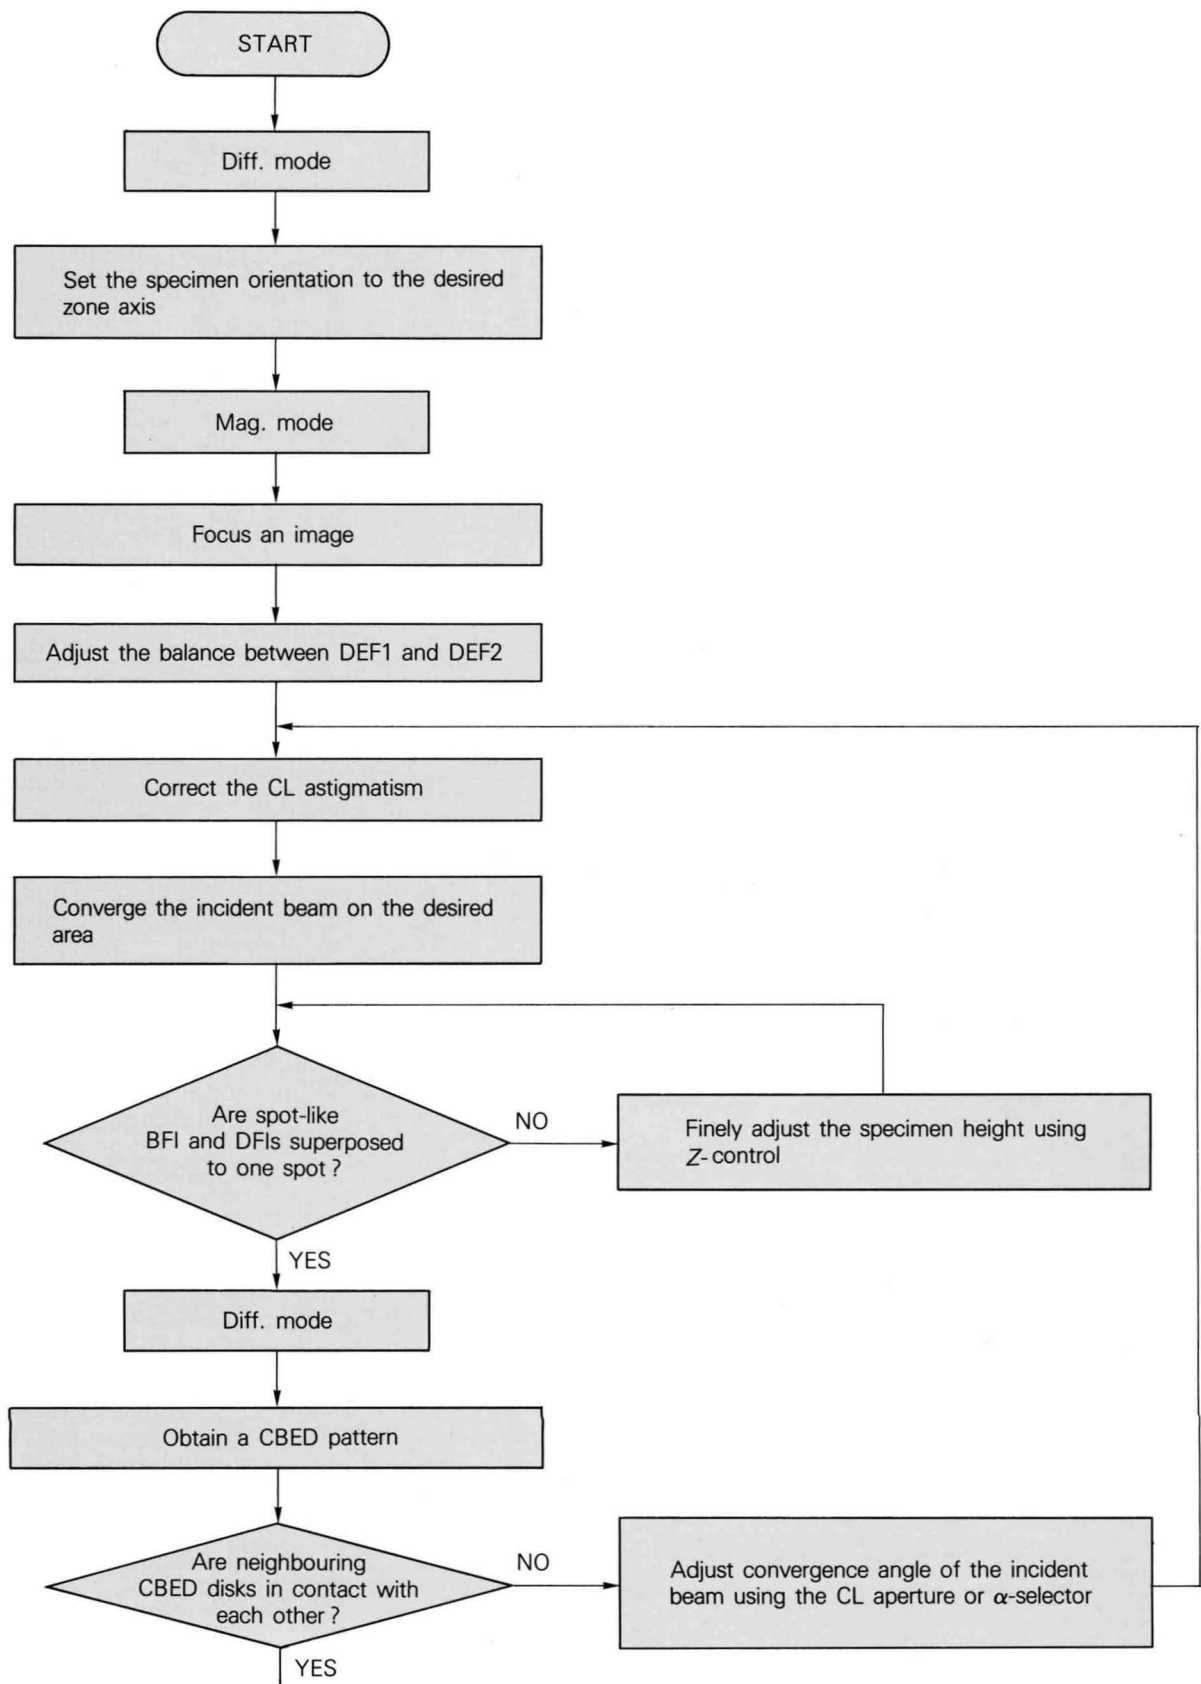 START
Diff. mode
Set the specimen orientation to the desired
zone axis
Mag. mode
Focus an image
Adjust the balance between DEF1 and DEF2
Correct the CL astigmatism
Converge the incident beam on the desired
area
Are spot-like
BFI and DFIs superposed
to one spot ?
NO
Finely adjust the specimen height using
Z-control
YES
Diff. mode
Obtain a CBED pattern
Are neighbouring
CBED disks in contact with
each other ?
NO
Adjust convergence angle of the incident
beam using the CL aperture or α-selector
YES